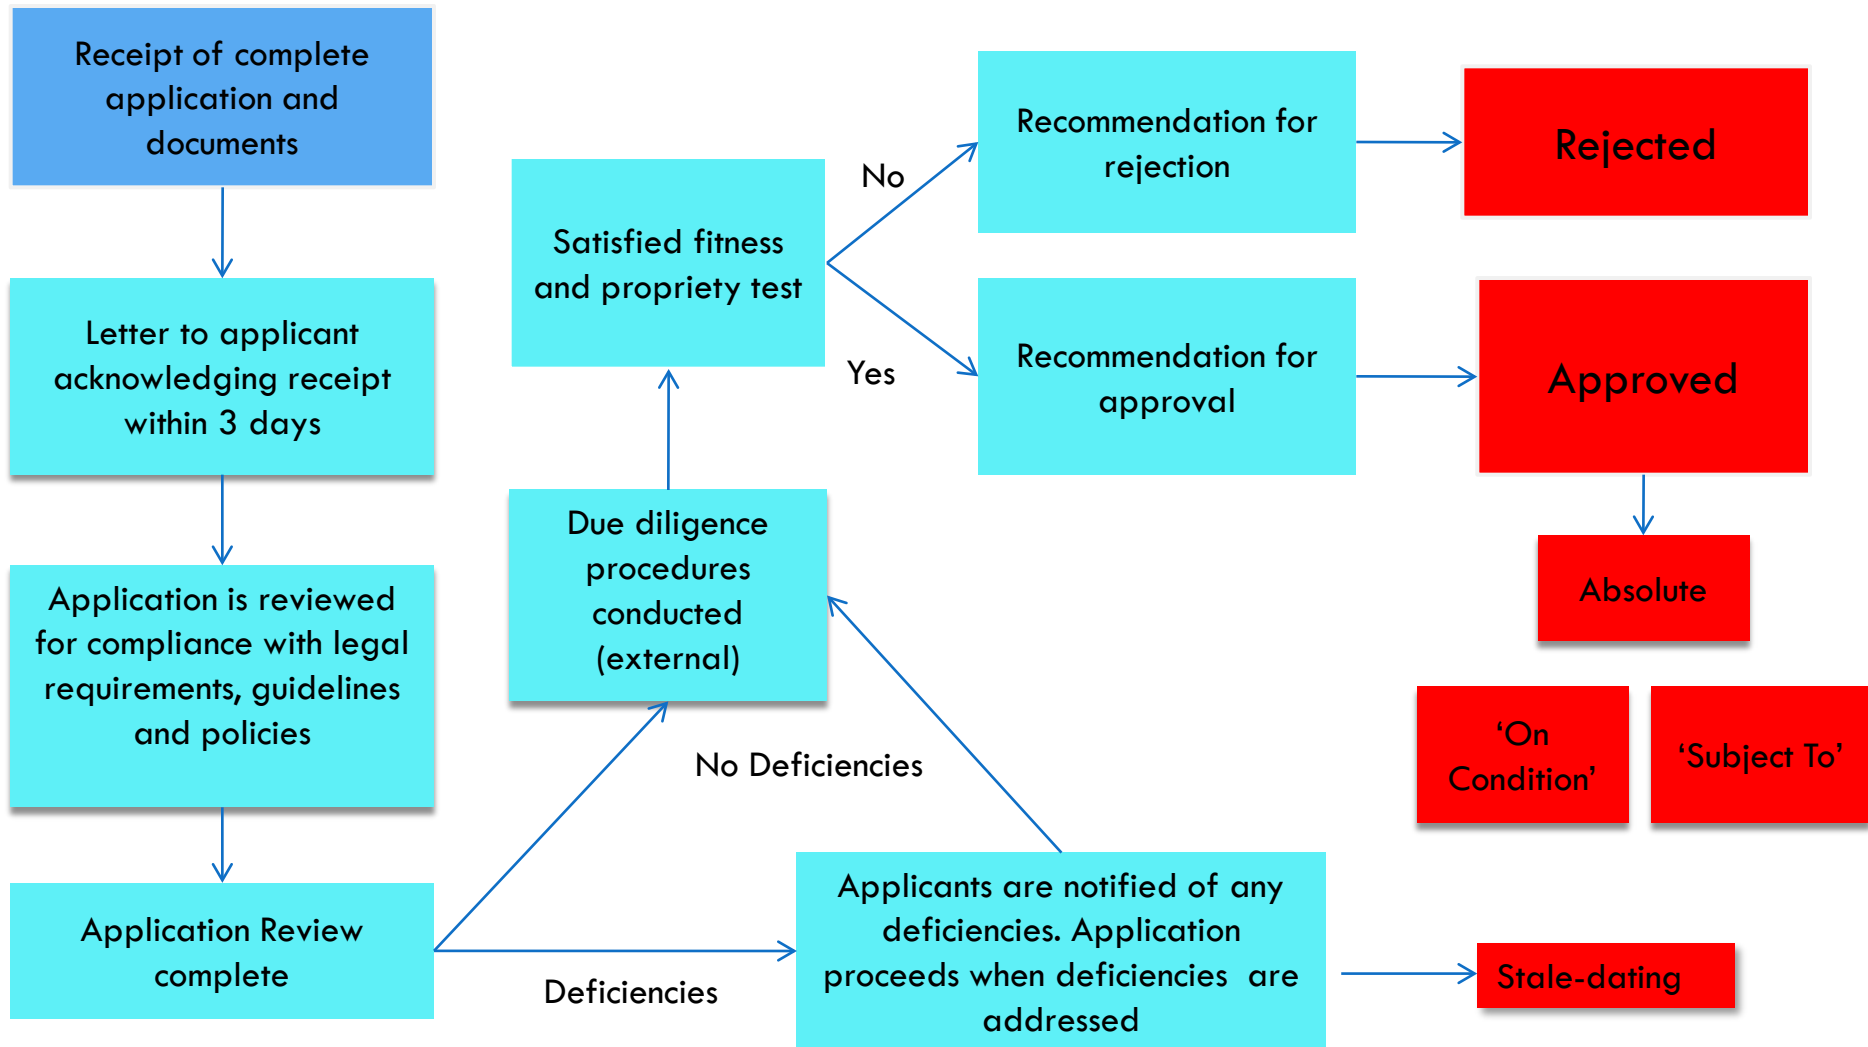 Receipt of complete
application and
documents
Letter to applicant
acknowledging receipt
within 3 days
Application is reviewed
for compliance with legal
requirements, guidelines
and policies
Application Review
complete
No Deficiencies
Deficiencies
Applicants are notified of any
deficiencies. Application
proceeds when deficiencies  are
addressed
Stale-dating
Due diligence
procedures
conducted
(external)
Satisfied fitness
and propriety test
No
Yes
Recommendation for
rejection
Rejected
Recommendation for
approval
Approved
Absolute
‘On
Condition’
‘Subject To’